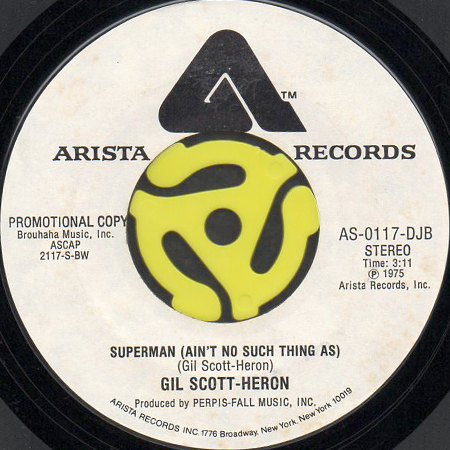 TM
ARISTA RECORDS
PROMOTIONAL COPY
Brouhaha Music, Inc.
ASCAP
2117-S-BW
AS-0117-DJB
STEREO
Time: 3:11
Ⓟ 1975
Arista Records, Inc.
SUPERMAN (AIN'T NO SUCH THING AS)
(Gil Scott-Heron)
GIL SCOTT-HERON
Produced by PERPIS-FALL MUSIC, INC.
ARISTA RECORDS INC. 1776 Broadway, New York, New York 10019